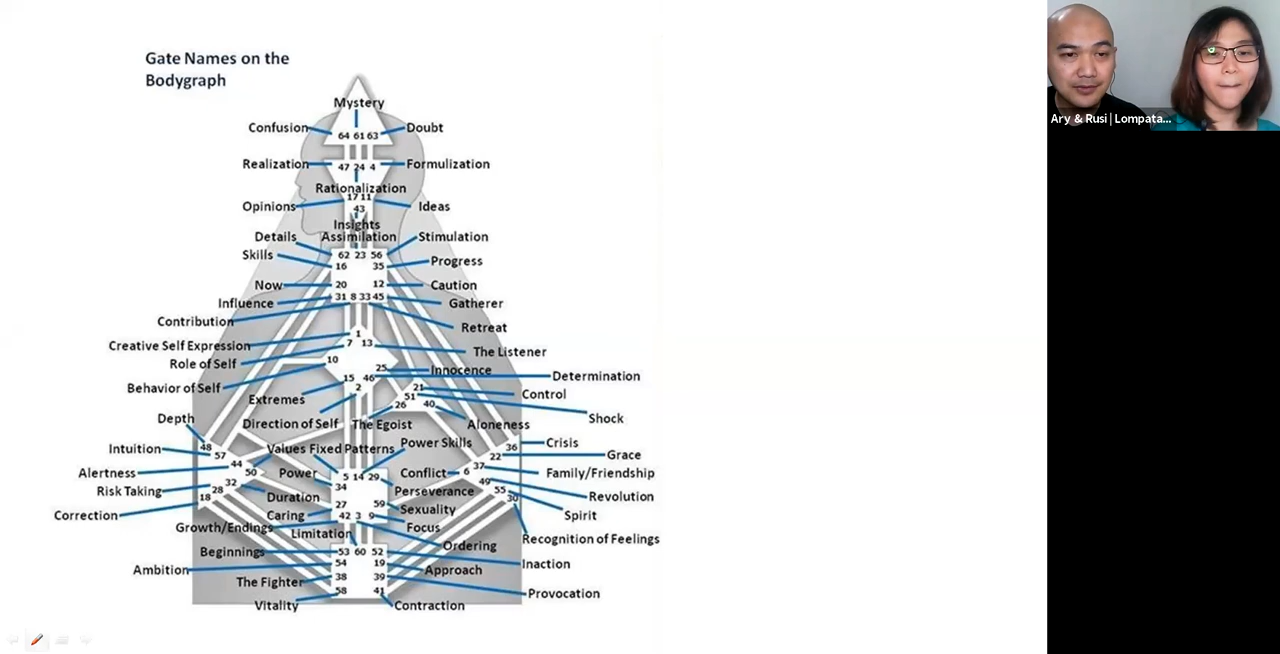 Gate Names on the
Bodygraph
Mystery
Confusion
Doubt
64 61 63
Realization
Formulization
47 24 4
Rationalization
17 11
Opinions
Ideas
43
Insights
Details
Assimilation
Stimulation
62 23 56
Skills
16
35
Progress
Now
20
12
Caution
Influence
31 8 33 45
Gatherer
Contribution
Retreat
1
Creative Self Expression
7 13
The Listener
Role of Self
10
25
Innocence
Behavior of Self
15 46
Determination
2
21
Control
Extremes
51
26 40
Shock
Depth
Direction of Self
The Egoist
Aloneness
48
Power Skills
36
Crisis
Intuition
57
Values
Fixed Patterns
22
Grace
Alertness
44
50
Power
5 14 29
Conflict
6 37
Family/Friendship
Risk Taking
32
34
Perseverance
49
28
55
Revolution
18
Duration
27
59
Sexuality
30
Correction
Caring
42 3 9
Spirit
Growth/Endings
Limitation
Focus
Ordering
Recognition of Feelings
Beginnings
53 60 52
Ambition
54
19
Approach
Inaction
The Fighter
38
39
Provocation
58
41
Vitality
Contraction
Ary & Rusi | Lompata...